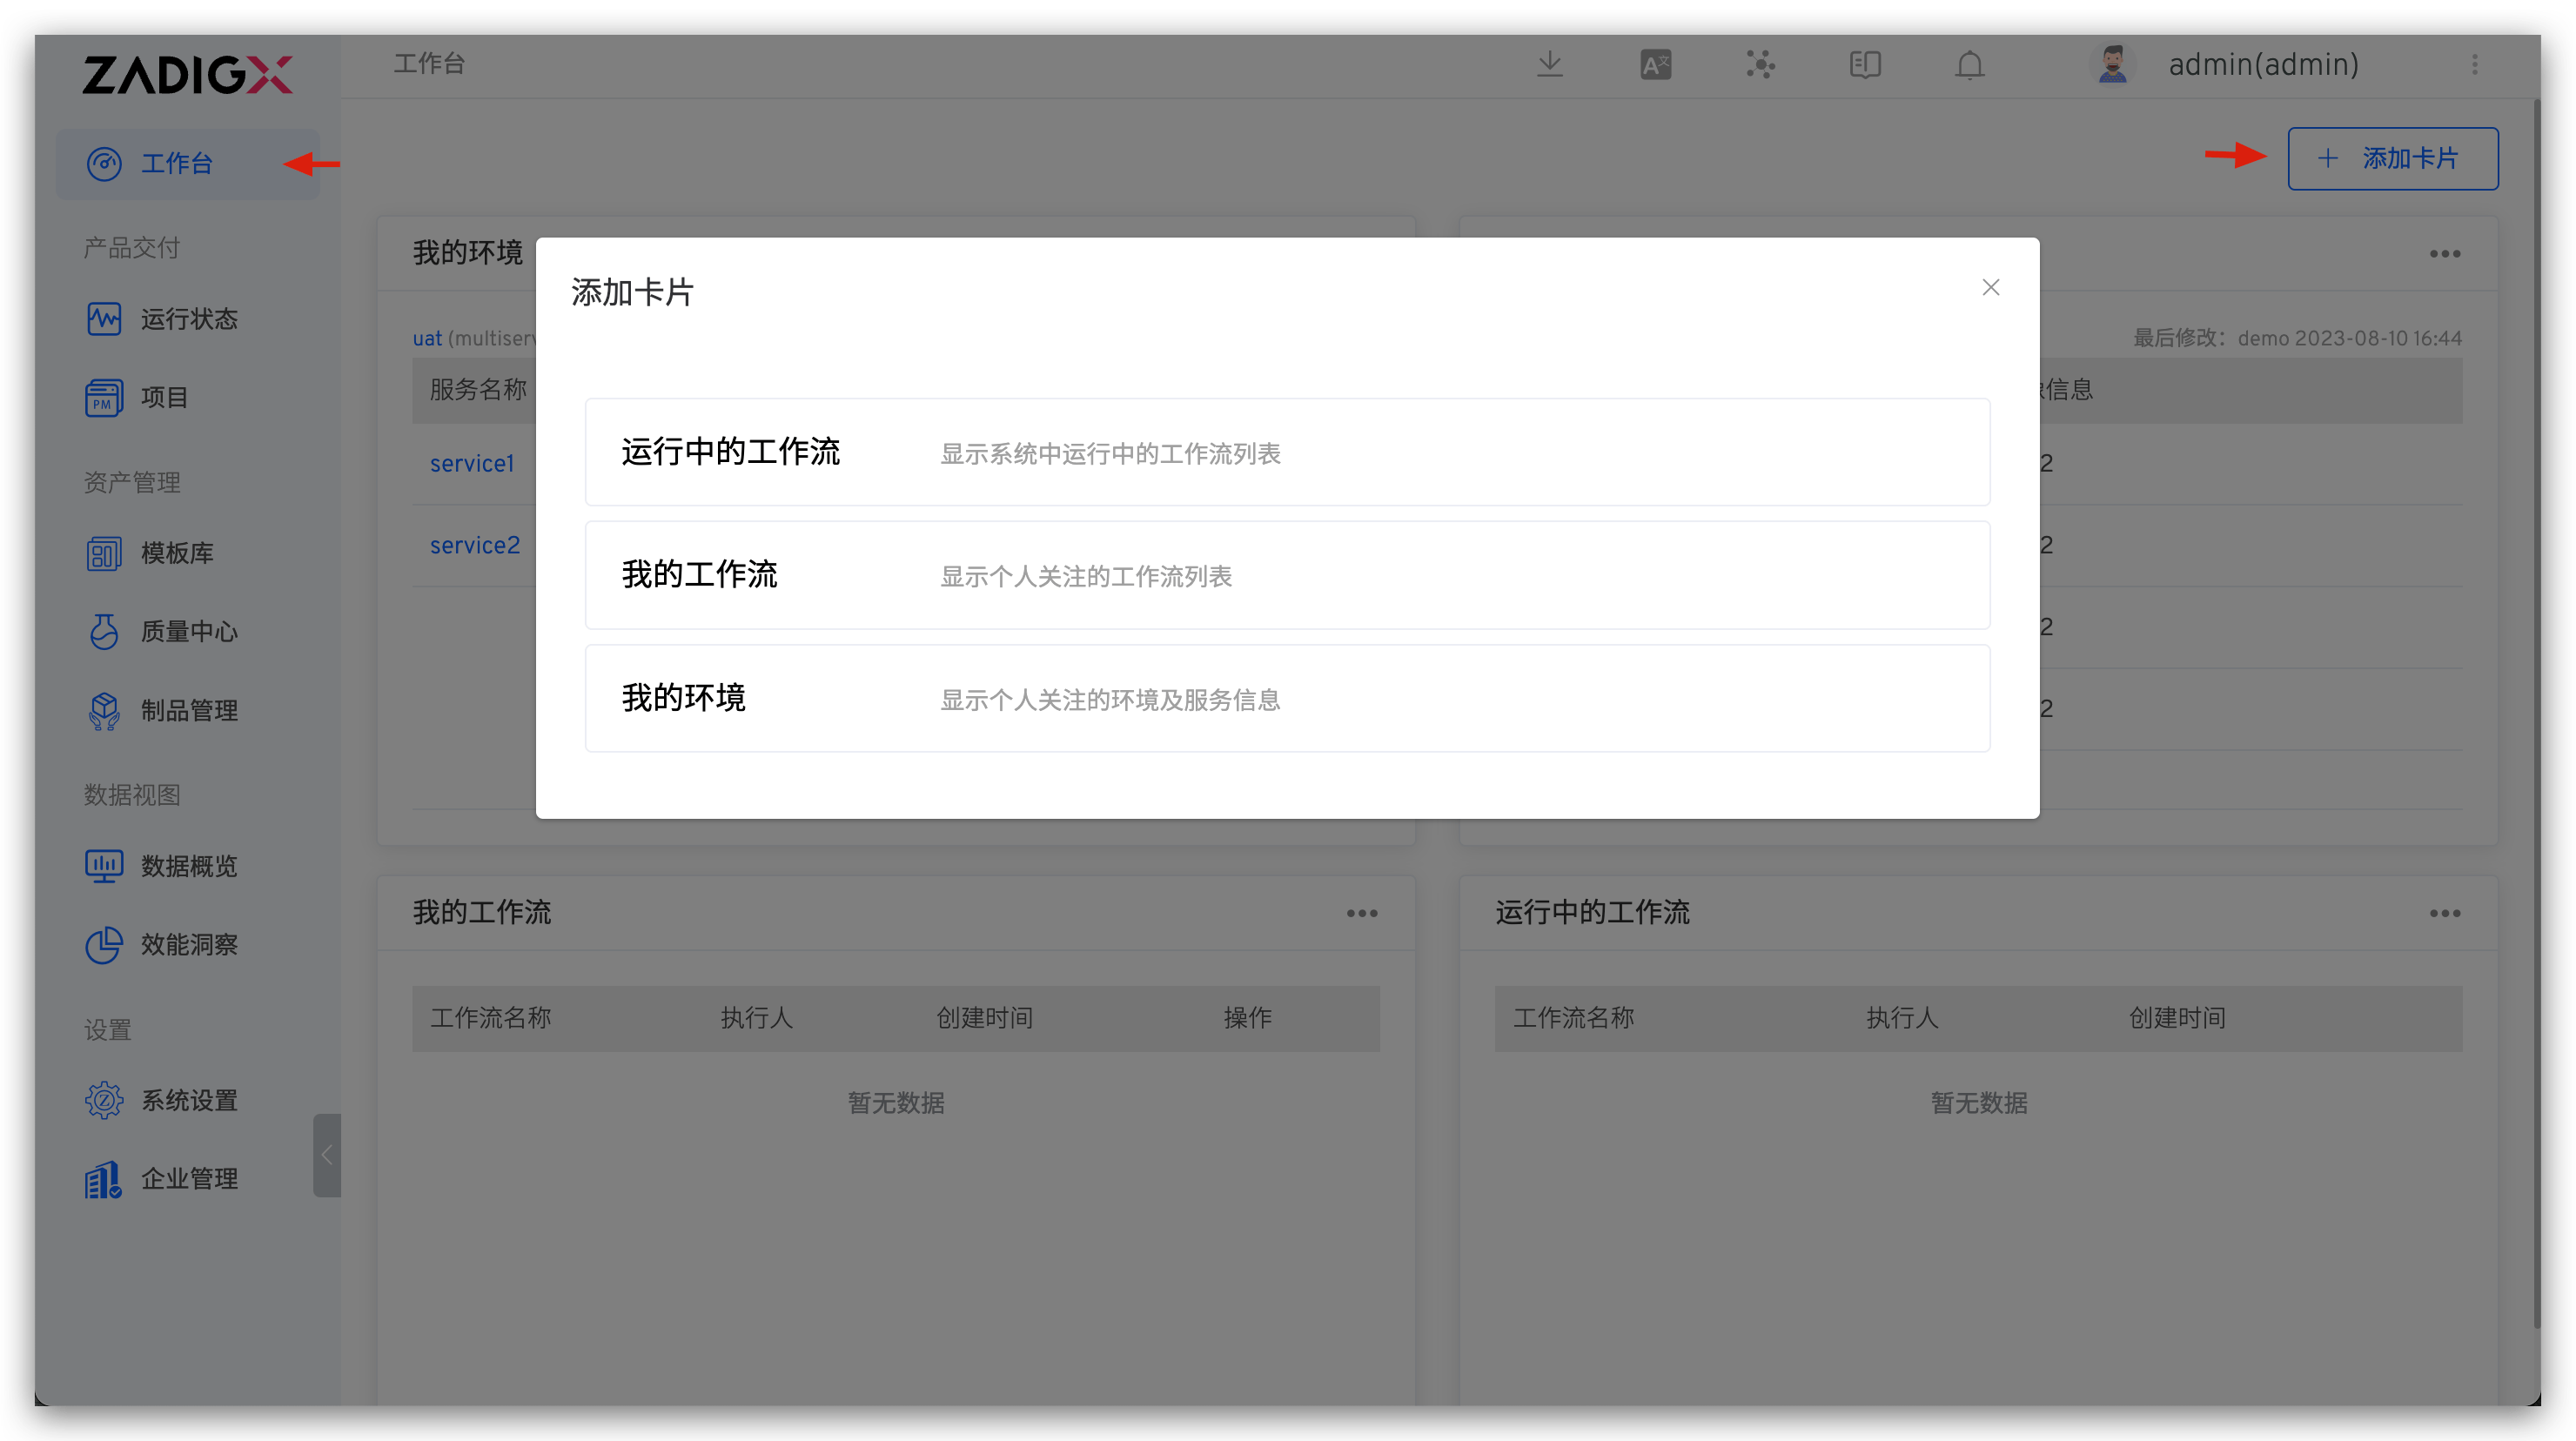 ZADIGX
工作台
A文
admin(admin)
工作台
添加卡片
产品交付
运行状态
PM
项目
资产管理
模板库
质量中心
制品管理
数据视图
数据概览
效能洞察
设置
系统设置
企业管理
我的环境
uat (multiserv
最后修改：demo 2023-08-10 16:44
服务名称
信息
service1
2
service2
2
2
2
添加卡片
运行中的工作流 显示系统中运行中的工作流列表
我的工作流 显示个人关注的工作流列表
我的环境 显示个人关注的环境及服务信息
我的工作流
工作流名称 执行人 创建时间 操作
暂无数据
运行中的工作流
工作流名称 执行人 创建时间
暂无数据